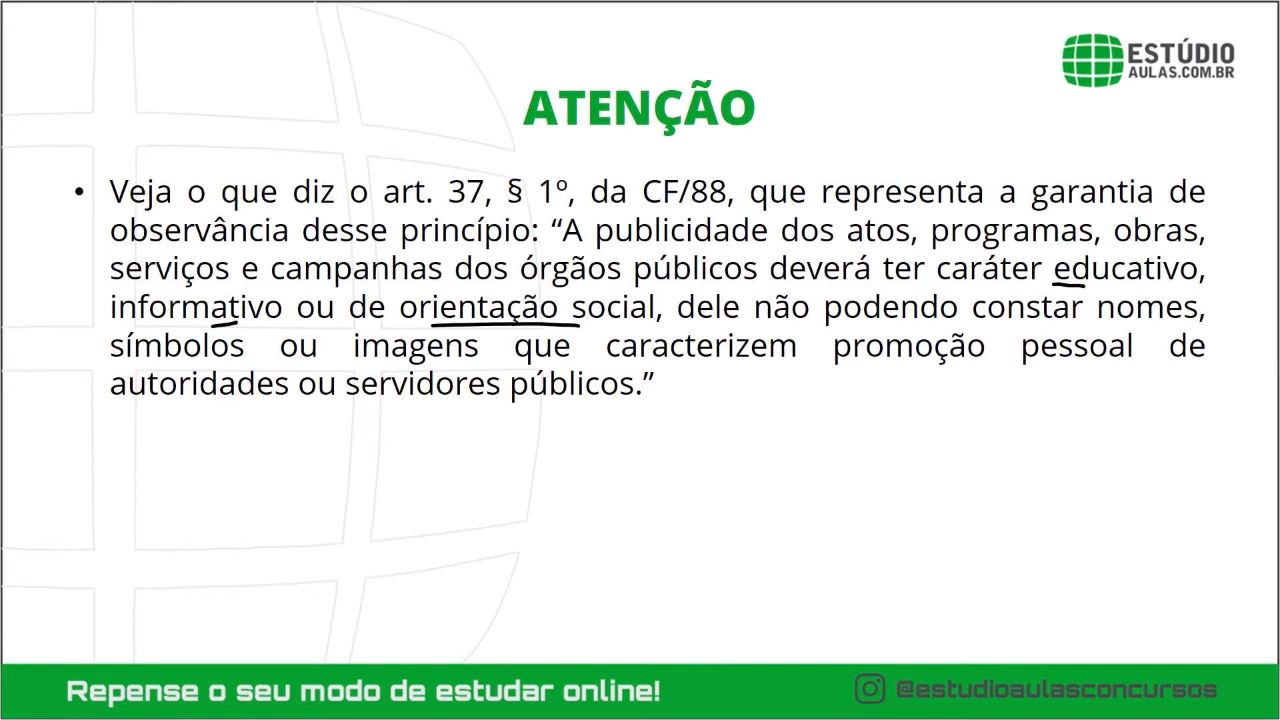 ESTÚDIO
AULAS.COM.BR
ATENÇÃO
• Veja o que diz o art. 37, § 1º, da CF/88, que representa a garantia de
observância desse princípio: “A publicidade dos atos, programas, obras,
serviços e campanhas dos órgãos públicos deverá ter caráter educativo,
informativo ou de orientação social, dele não podendo constar nomes,
símbolos ou imagens que caracterizem promoção pessoal de
autoridades ou servidores públicos.”
Repense o seu modo de estudar online!
@estudioaulasconcursos